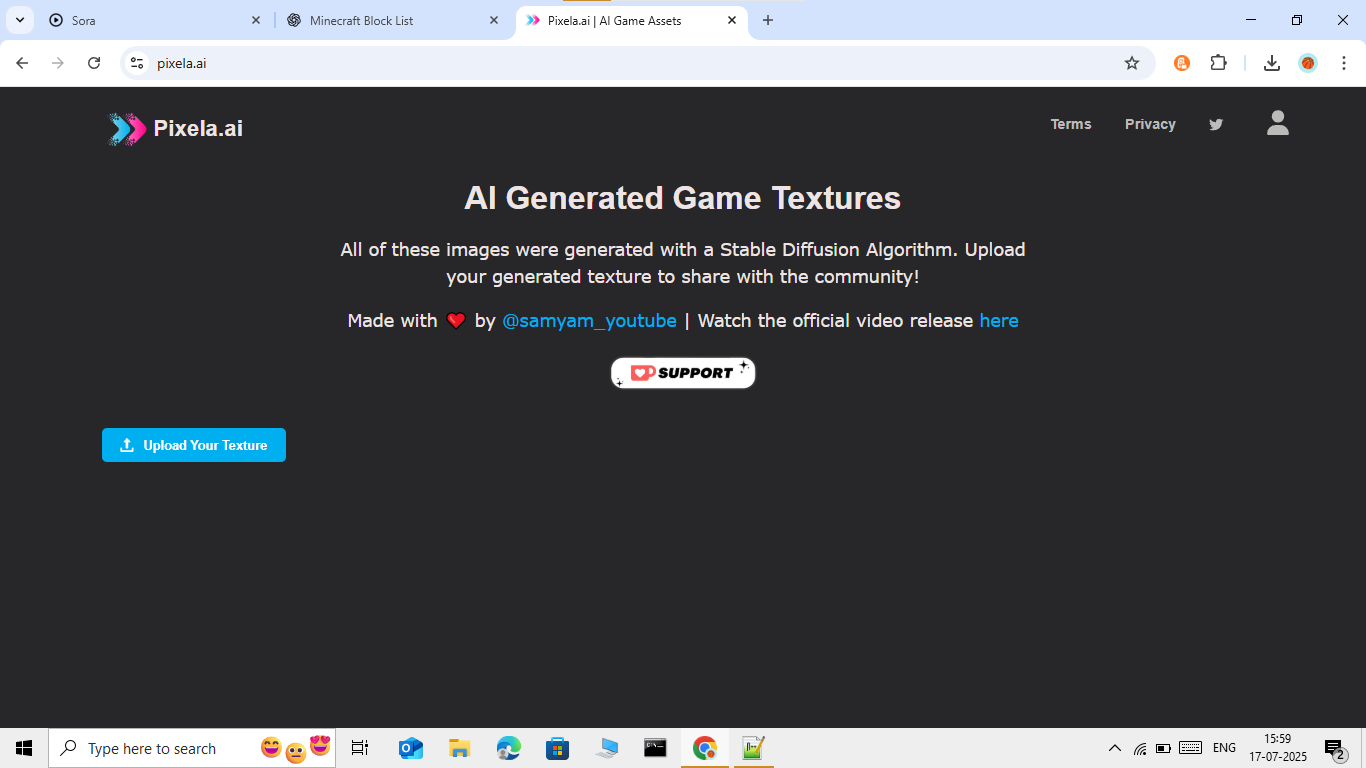 Sora
Minecraft Block List
Pixela.ai | AI Game Assets
pixela.ai
Pixela.ai
Terms
Privacy
AI Generated Game Textures
All of these images were generated with a Stable Diffusion Algorithm. Upload
your generated texture to share with the community!
Made with ❤ by @samyam_youtube | Watch the official video release here
SUPPORT
Upload Your Texture
Type here to search
ENG
15:59
17-07-2025
2